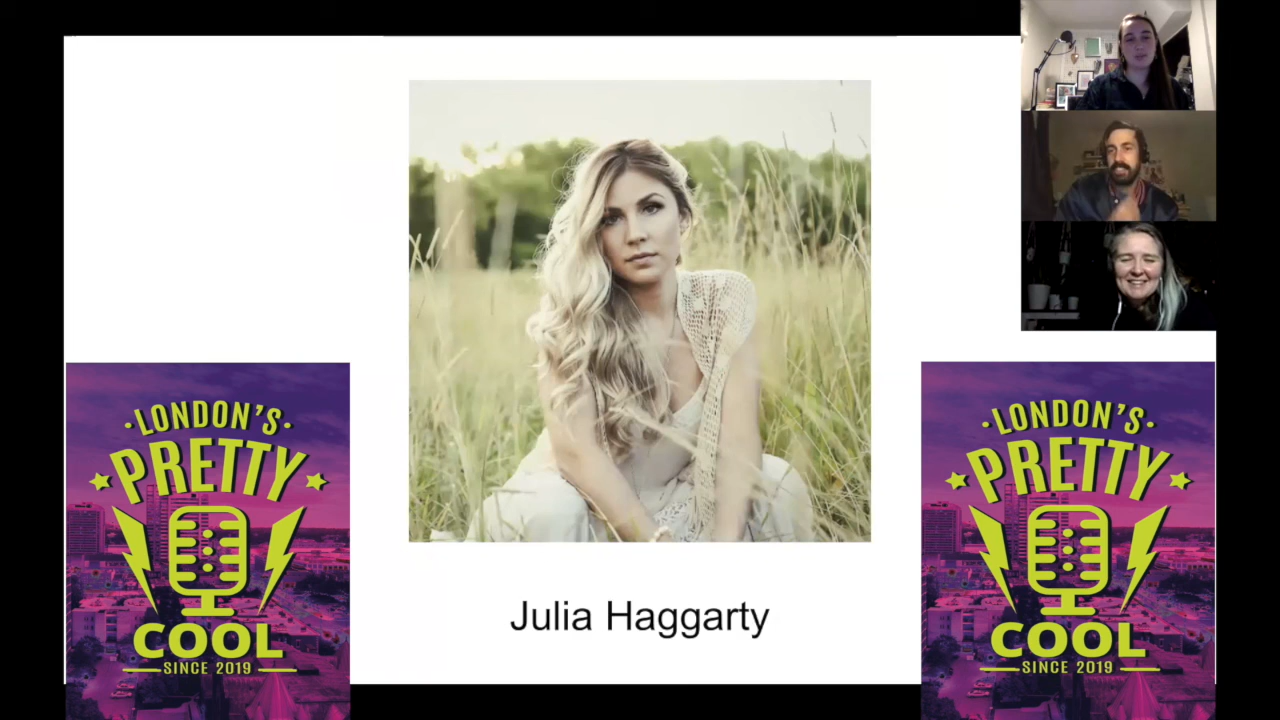 Julia Haggarty
·LONDON'S·
PRETTY
COOL
SINCE 2019
·LONDON'S·
PRETTY
COOL
SINCE 2019